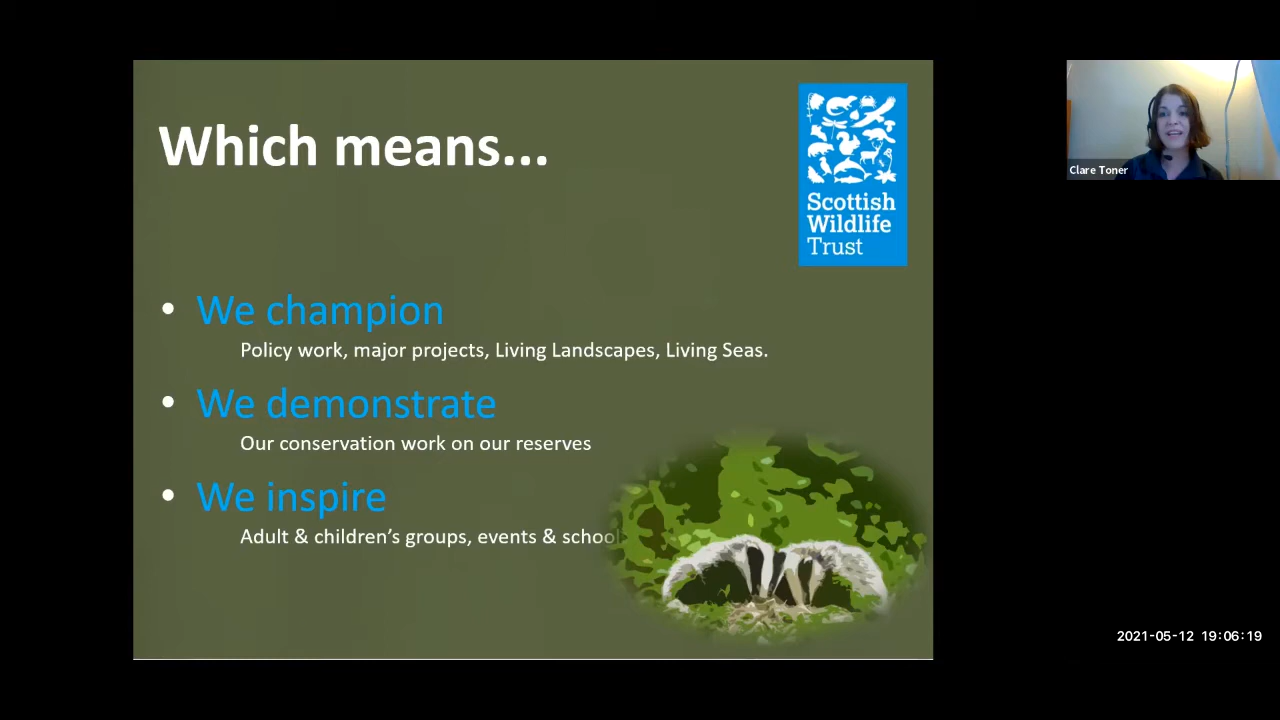 Which means...
Scottish
Wildlife
Trust
Clare Toner
• We champion
Policy work, major projects, Living Landscapes, Living Seas.
• We demonstrate
Our conservation work on our reserves
• We inspire
Adult & children's groups, events & school
2021-05-12 19:06:19